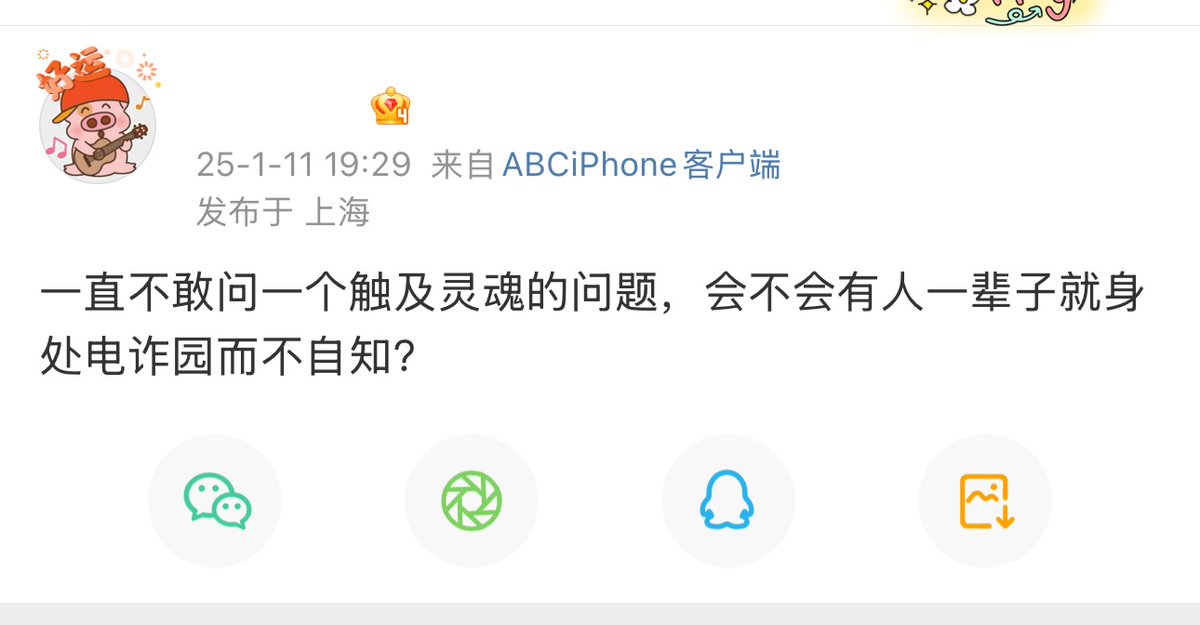 好运
4
25-1-11 19:29 来自 ABCiPhone客户端
发布于 上海
一直不敢问一个触及灵魂的问题，会不会有人一辈子就身
处电诈园而不自知？